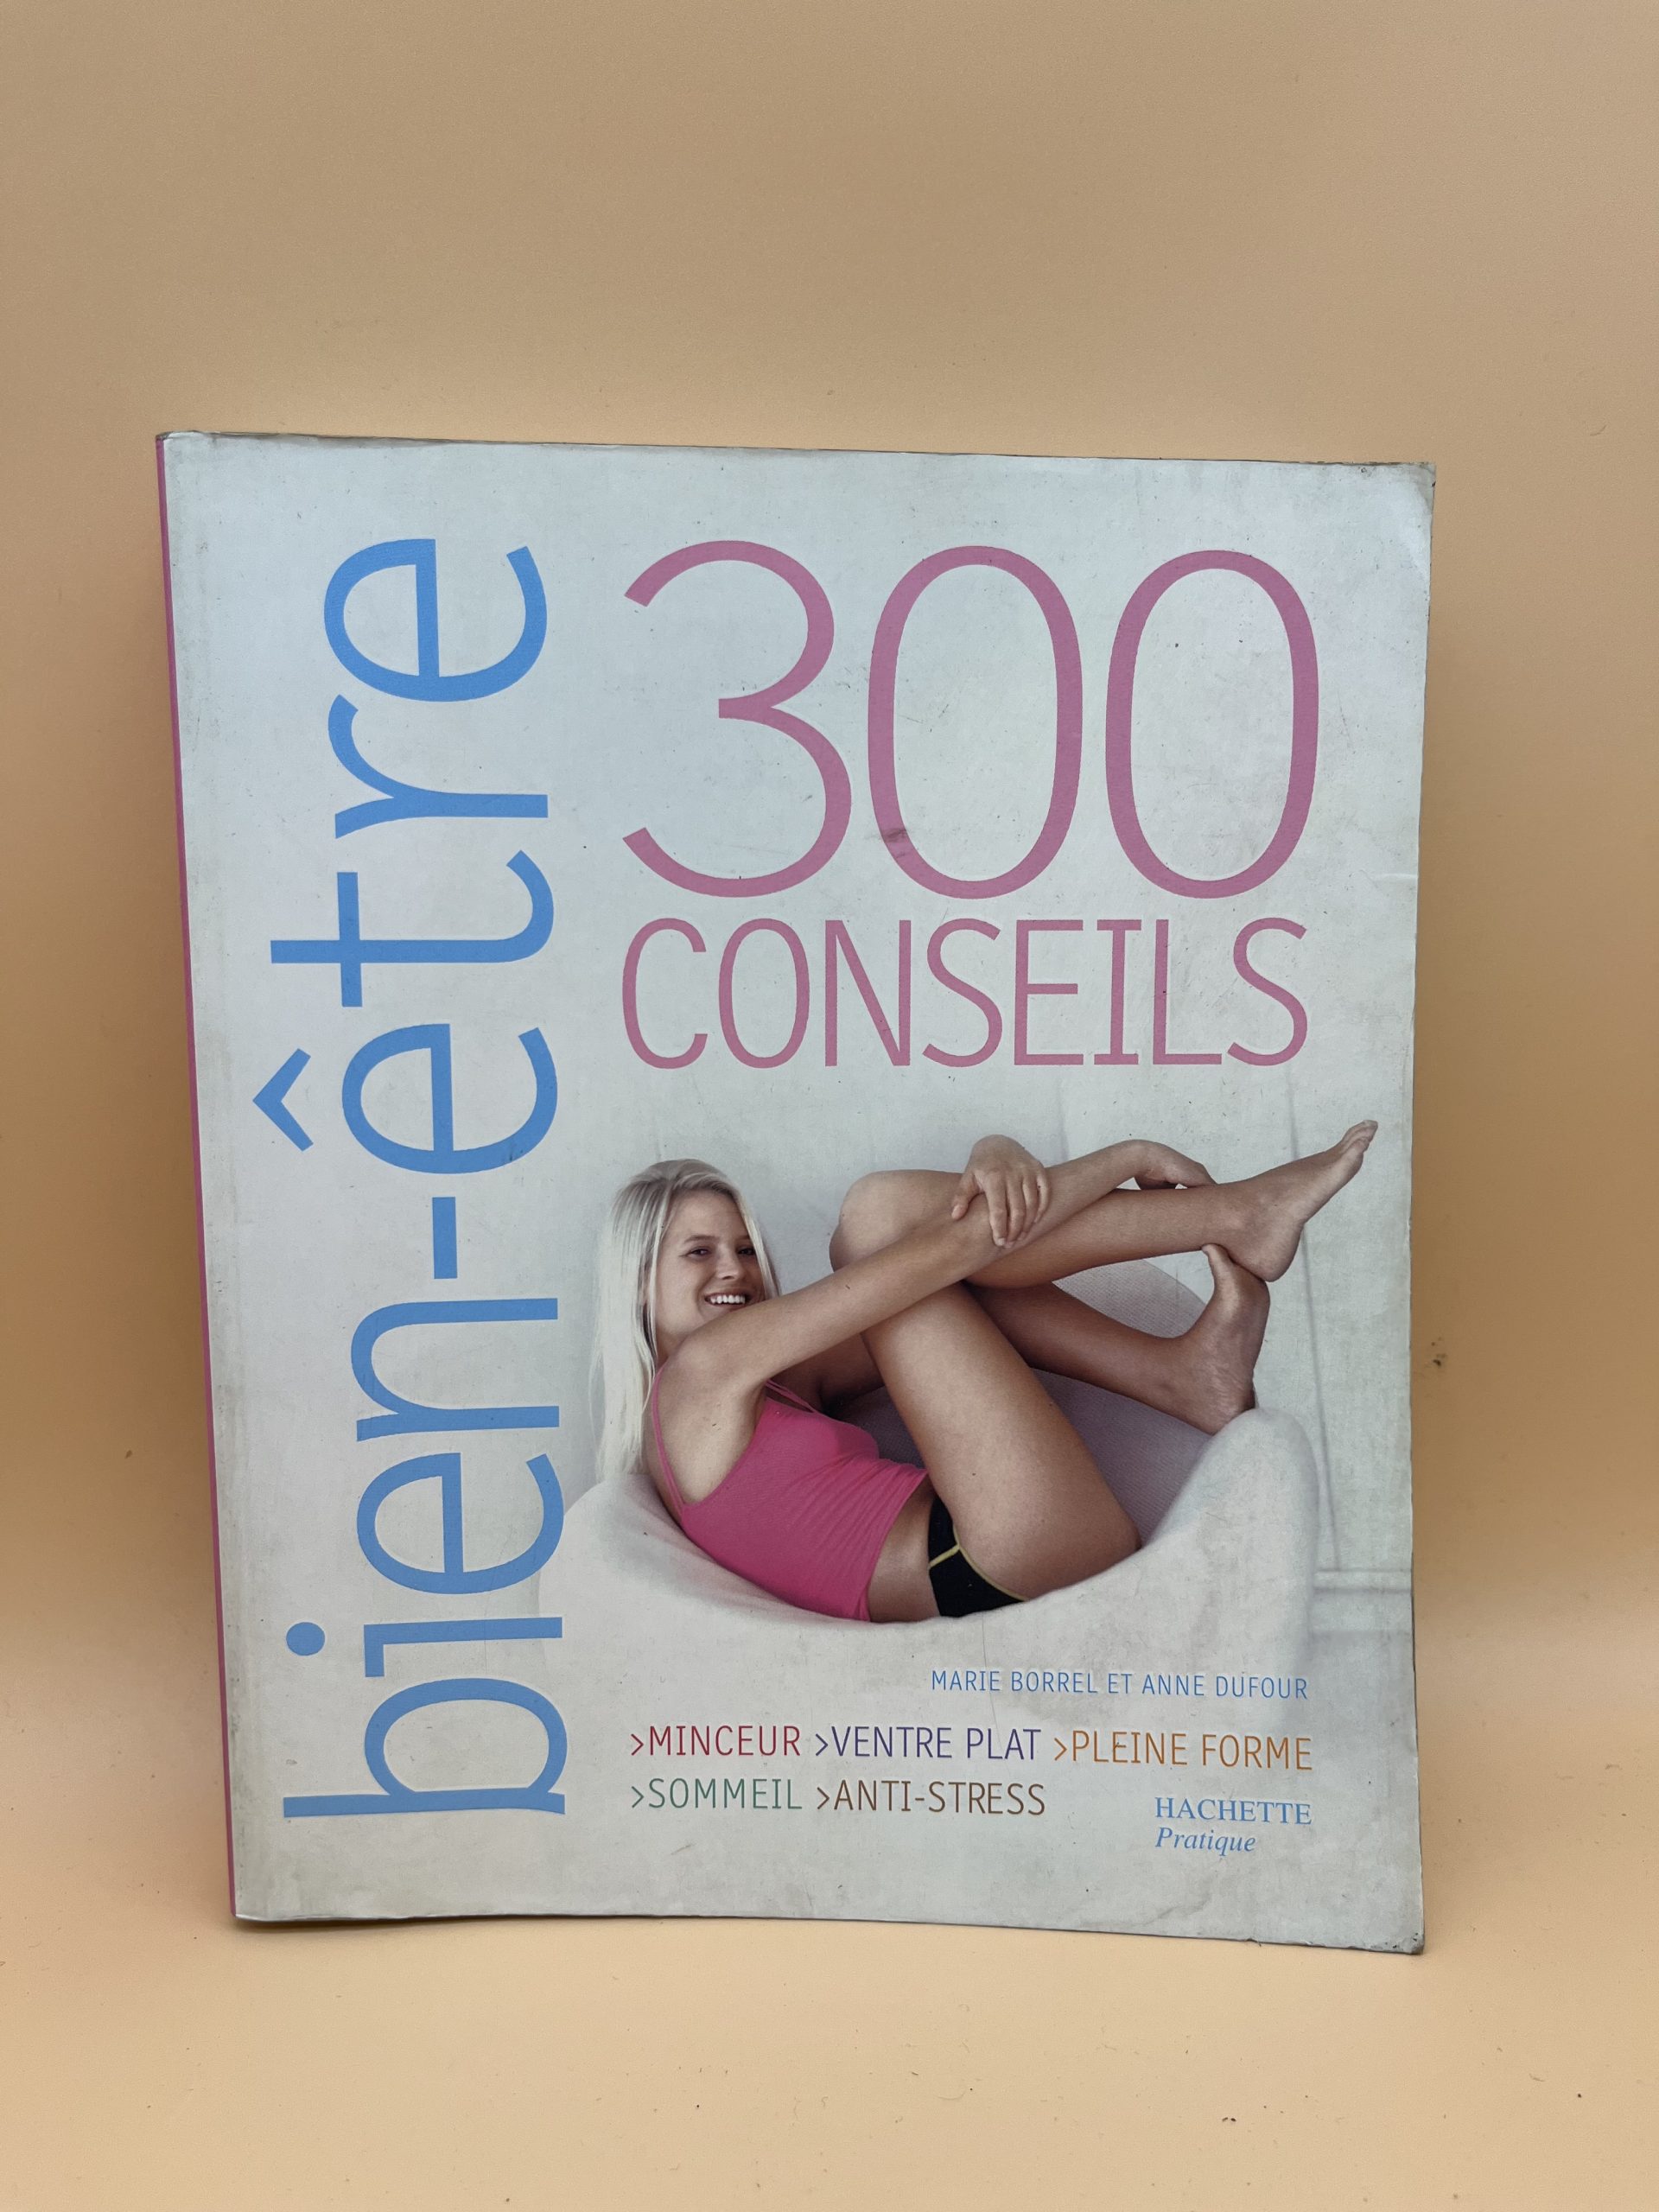 bien-être
300
CONSEILS
MARIE BORREL ET ANNE DUFOUR
>MINCEUR >VENTRE PLAT >PLEINE FORME
>SOMMEIL >ANTI-STRESS
HACHETTE
Pratique